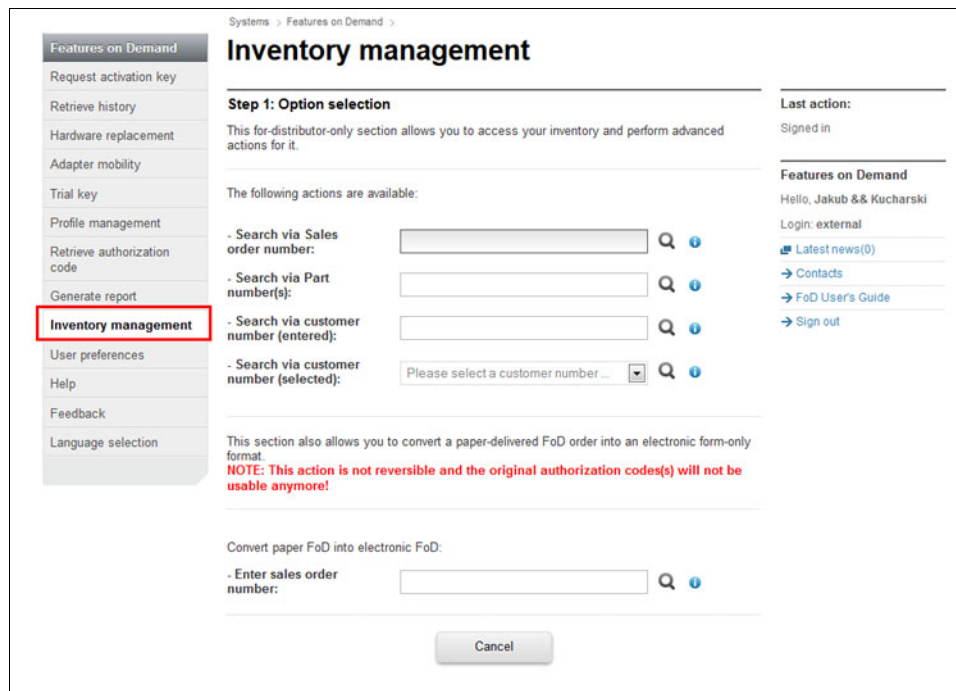 Systems > Features on Demand >
Features on Demand
Request activation key
Retrieve history
Hardware replacement
Adapter mobility
Trial key
Profile management
Retrieve authorization
code
Generate report
Inventory management
User preferences
Help
Feedback
Language selection
Inventory management
Step 1: Option selection
This for-distributor-only section allows you to access your inventory and perform advanced
actions for it.
The following actions are available:
- Search via Sales
order number:
- Search via Part
number(s):
- Search via customer
number (entered):
- Search via customer
number (selected):
Please select a customer number ...
This section also allows you to convert a paper-delivered FoD order into an electronic form-only
format.
NOTE: This action is not reversible and the original authorization codes(s) will not be
usable anymore!
Convert paper FoD into electronic FoD:
- Enter sales order
number:
Cancel
Last action:
Signed in
Features on Demand
Hello, Jakub && Kucharski
Login: external
Latest news(0)
→ Contacts
→ FoD User's Guide
→ Sign out